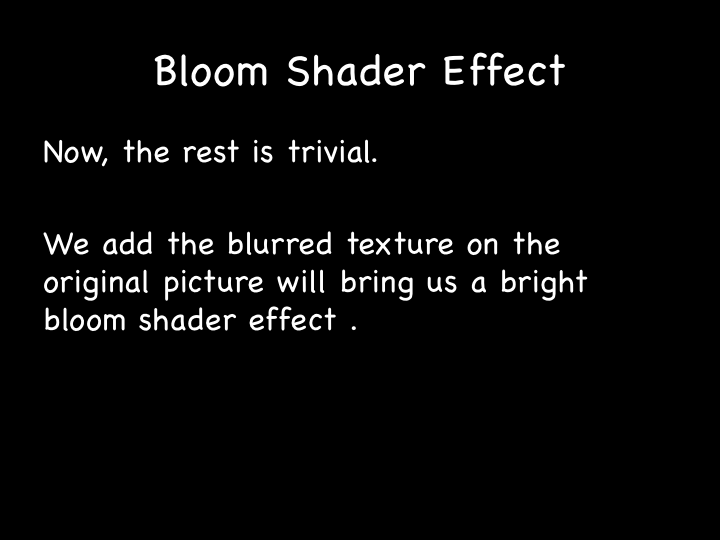 Bloom Shader Effect
Now, the rest is trivial.
We add the blurred texture on the
original picture will bring us a bright
bloom shader effect .